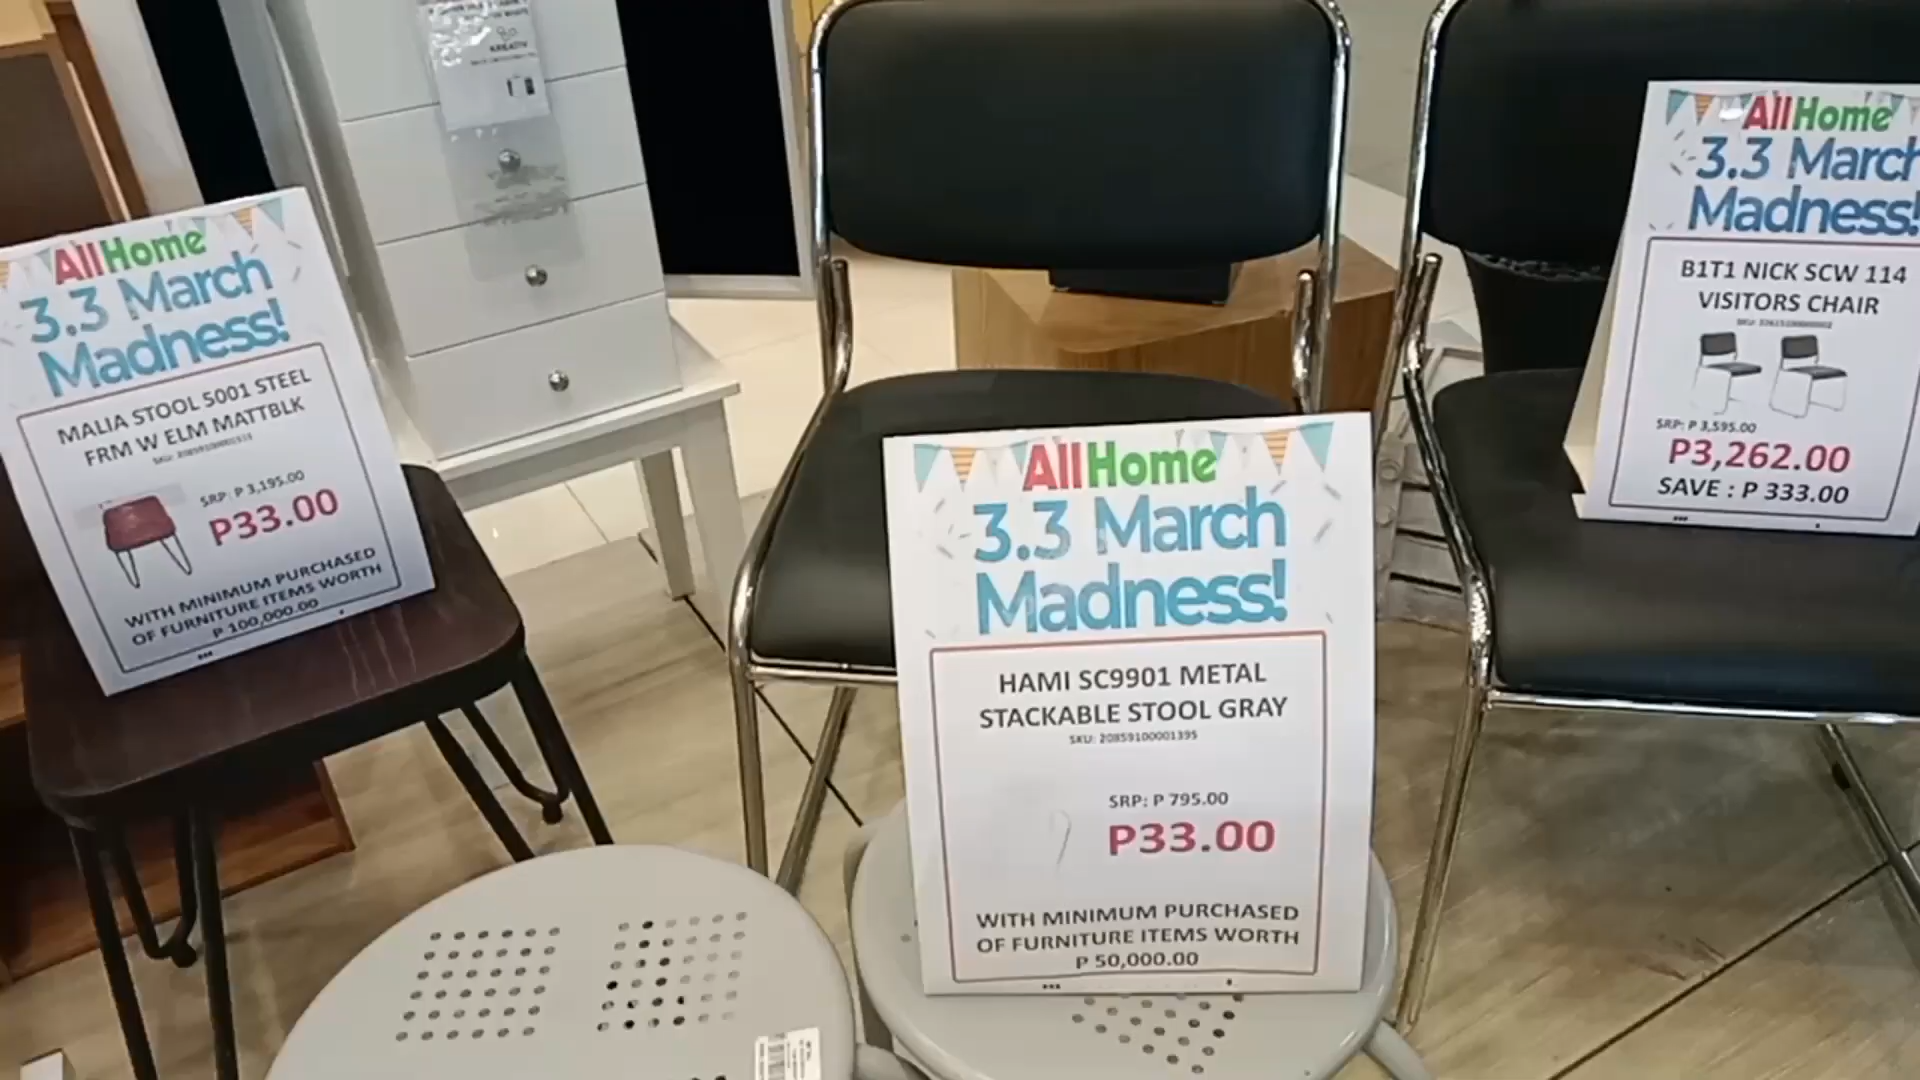 KREATIV
AllHome
3.3 March
Madness!
MALIA STOOL 5001 STEEL
FRM W ELM MATTBLK
SRP: P 3,195.00
P33.00
WITH MINIMUM PURCHASED
OF FURNITURE ITEMS WORTH
P 100,000.00
AllHome
3.3 March
Madness!
HAMI SC9901 METAL
STACKABLE STOOL GRAY
SKU: 20859100001395
SRP: P 795.00
P33.00
WITH MINIMUM PURCHASED
OF FURNITURE ITEMS WORTH
P 50,000.00
AllHome
3.3 March
Madness!
B1T1 NICK SCW 114
VISITORS CHAIR
SRP: P 3,595.00
P3,262.00
SAVE : P 333.00